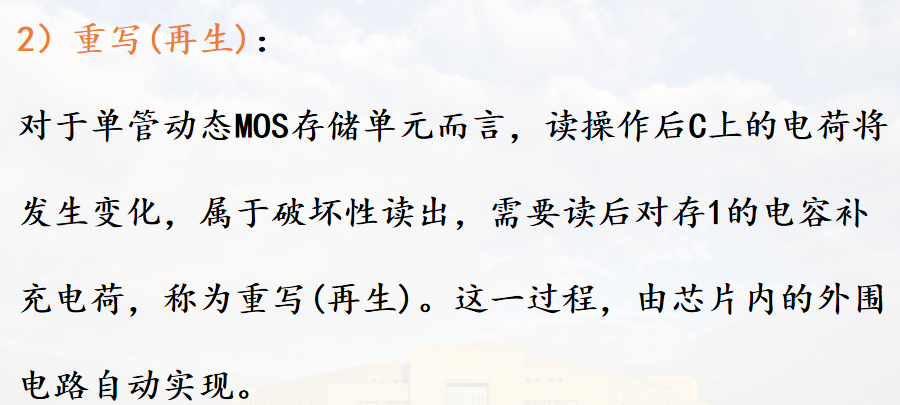 2）重写(再生)：
对于单管动态MOS存储单元而言，读操作后C上的电荷将
发生变化，属于破坏性读出，需要读后对存1的电容补
充电荷，称为重写(再生)。这一过程，由芯片内的外围
电路自动实现。